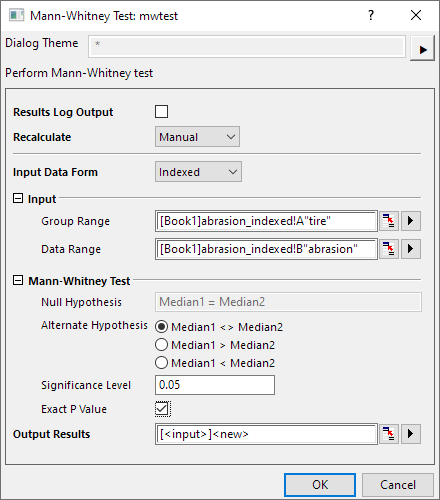 Mann-Whitney Test: mwtest
Dialog Theme *
Perform Mann-Whitney test
Results Log Output
Recalculate Manual
Input Data Form Indexed
Input
Group Range [Book1]abrasion_indexed!A"tire"
Data Range [Book1]abrasion_indexed!B"abrasion"
Mann-Whitney Test
Null Hypothesis Median1 = Median2
Alternate Hypothesis Median1 <> Median2
Median1 > Median2
Median1 < Median2
Significance Level 0.05
Exact P Value
Output Results [<input>]<new>
OK Cancel